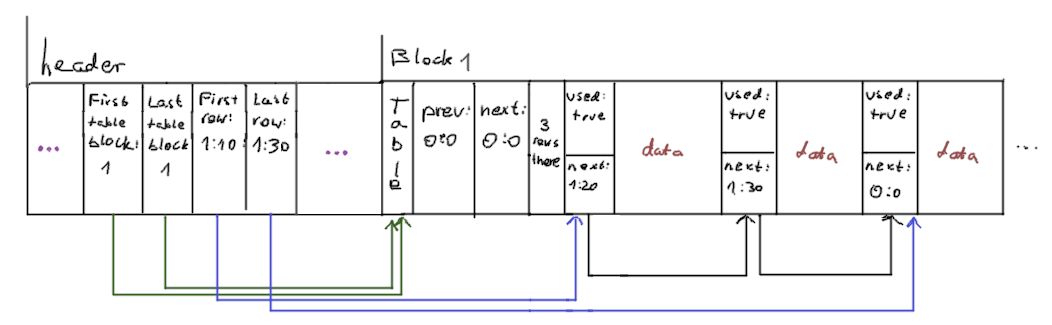 header
Block 1
...
First
table
block:
1
Last
table
block
1
First
row:
1:10
Last
row:
1:30
...
Table
prev:
0:0
next:
0:0
3
rows
there
used:
true
next:
1:20
data
used:
true
next:
1:30
data
used:
true
next:
0:0
data
...